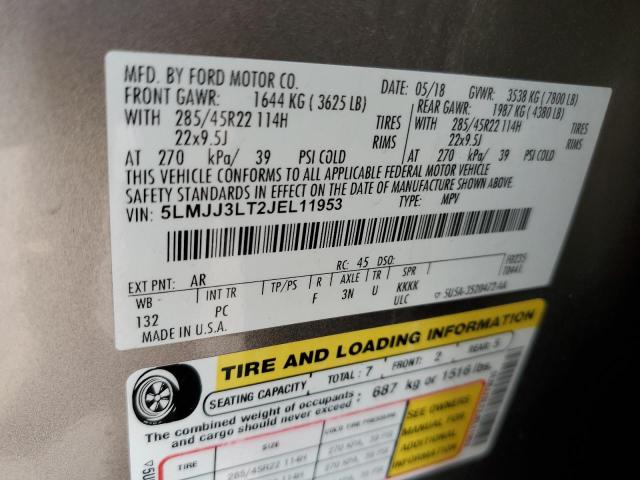 MFD. BY FORD MOTOR CO.
DATE: 05/18 GVWR: 3538 KG ( 7800 LB)
FRONT GAWR: 1644 KG ( 3625 LB)
REAR GAWR: 1987 KG ( 4380 LB)
WITH 285/45R22 114H TIRES
WITH 285/45R22 114H TIRES
22x9.5J RIMS
22x9.5J RIMS
AT 270 kPa/ 39 PSI COLD
AT 270 kPa/ 39 PSI COLD
THIS VEHICLE CONFORMS TO ALL APPLICABLE FEDERAL MOTOR VEHICLE
SAFETY STANDARDS IN EFFECT ON THE DATE OF MANUFACTURE SHOWN ABOVE.
VIN: 5LMJJ3LT2JEL11953 TYPE: MPV
EXT PNT: AR RC: 45 DSO:
WB INT TR TP/PS R AXLE TR SPR
132 PC F 3N U KKKK
ULC
MADE IN U.S.A.
TIRE AND LOADING INFORMATION
SEATING CAPACITY TOTAL: 7 FRONT: 2 REAR: 5
The combined weight of occupants and cargo should never exceed: 687 kg or 1516 lbs.
TIRE SIZE COLD TIRE PRESSURE
285/45R22 114H
SEE OWNERS
MANUAL FOR
ADDITIONAL
INFORMATION